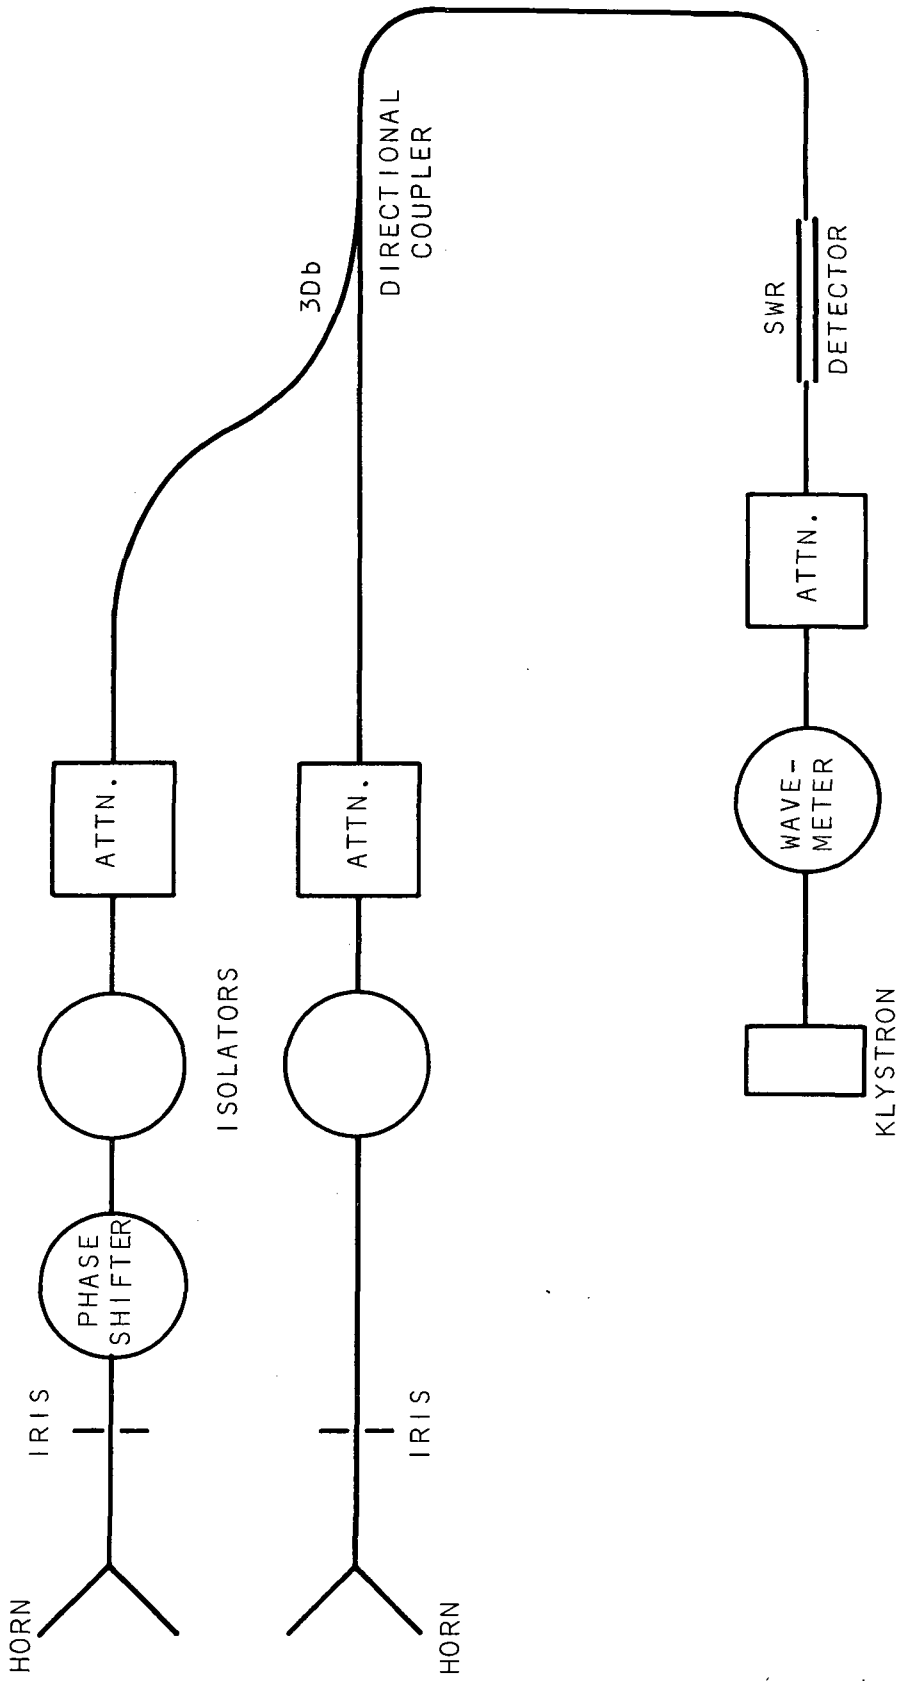 HORN
IRIS
PHASE
SHIFTER
ATTN.
3Db
ISOLATORS
DIRECTIONAL
COUPLER
HORN
IRIS
ATTN.
KLYSTRON
WAVE-
METER
ATTN.
SWR
DETECTOR